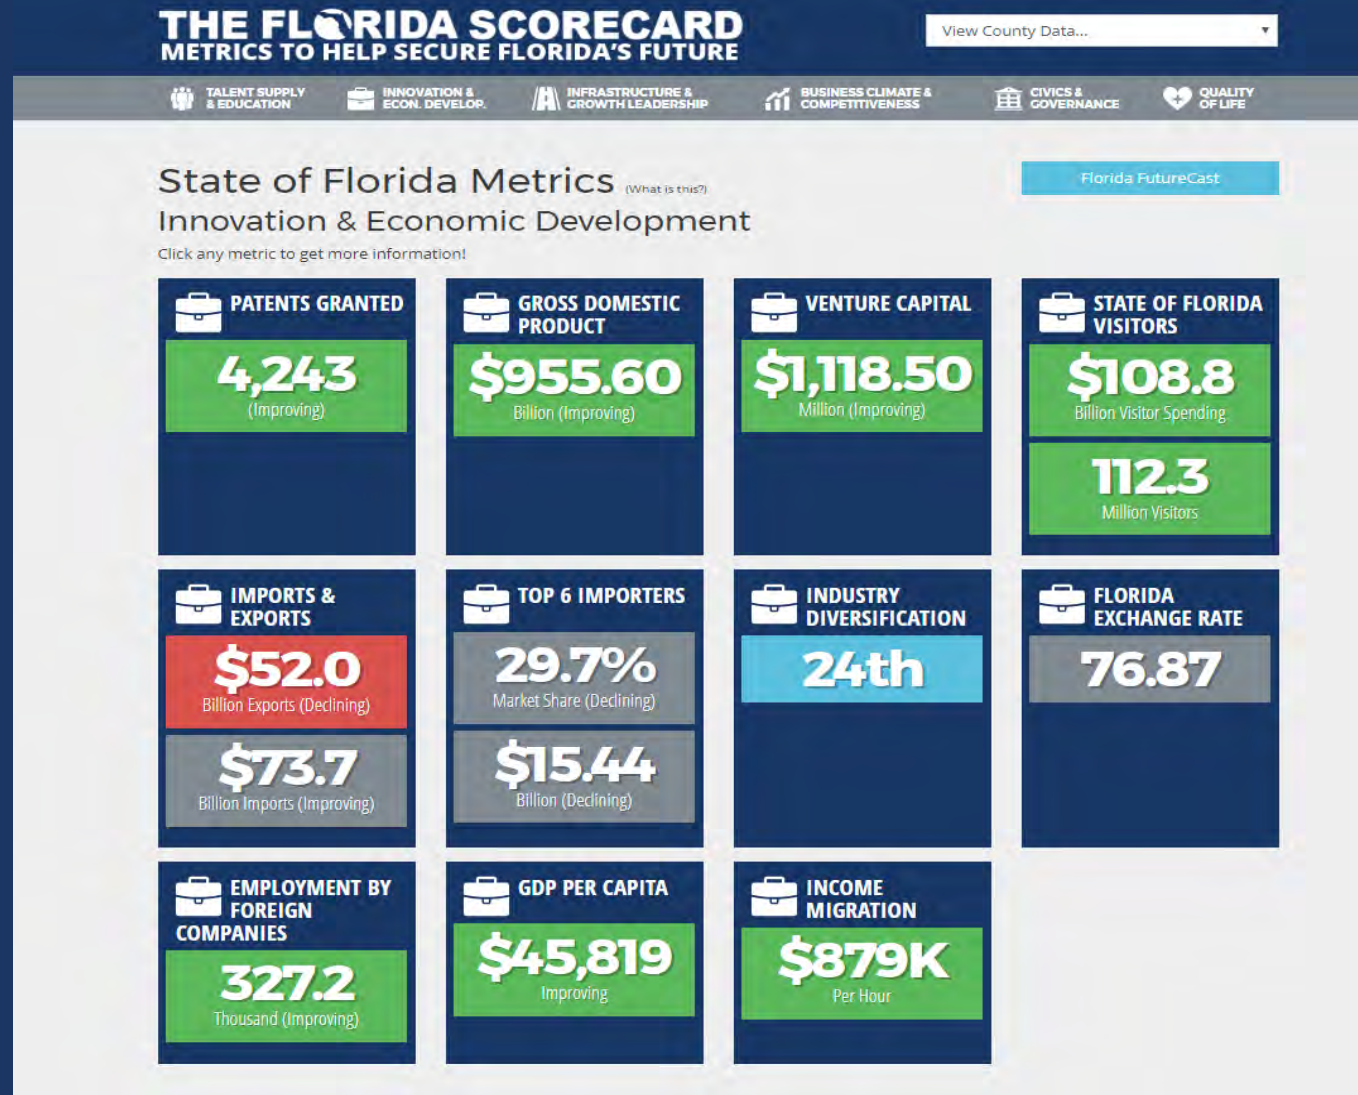 THE FLORIDA SCORECARD
METRICS TO HELP SECURE FLORIDA'S FUTURE
View County Data...
TALENT SUPPLY
& EDUCATION
INNOVATION &
ECON. DEVELOP.
INFRASTRUCTURE &
GROWTH LEADERSHIP
BUSINESS CLIMATE &
COMPETITIVENESS
CIVICS &
GOVERNANCE
QUALITY
OF LIFE
State of Florida Metrics (What is this?)
Florida FutureCast
Innovation & Economic Development
Click any metric to get more information!
PATENTS GRANTED
4,243
(Improving)
GROSS DOMESTIC
PRODUCT
$955.60
Billion (Improving)
VENTURE CAPITAL
$1,118.50
Million (Improving)
STATE OF FLORIDA
VISITORS
$108.8
Billion Visitor Spending
112.3
Million Visitors
IMPORTS &
EXPORTS
$52.0
Billion Exports (Declining)
$73.7
Billion Imports (Improving)
TOP 6 IMPORTERS
29.7%
Market Share (Declining)
$15.44
Billion (Declining)
INDUSTRY
DIVERSIFICATION
24th
FLORIDA
EXCHANGE RATE
76.87
EMPLOYMENT BY
FOREIGN
COMPANIES
327.2
Thousand (Improving)
GDP PER CAPITA
$45,819
Improving
INCOME
MIGRATION
$879K
Per Hour